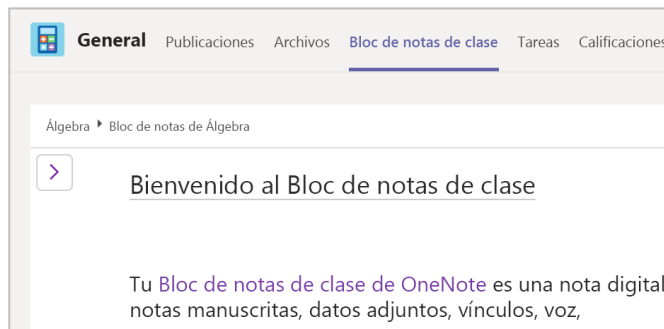 General Publicaciones Archivos Bloc de notas de clase Tareas Calificaciones
Álgebra Bloc de notas de Álgebra
Bienvenido al Bloc de notas de clase
Tu Bloc de notas de clase de OneNote es una nota digital
notas manuscritas, datos adjuntos, vínculos, voz,